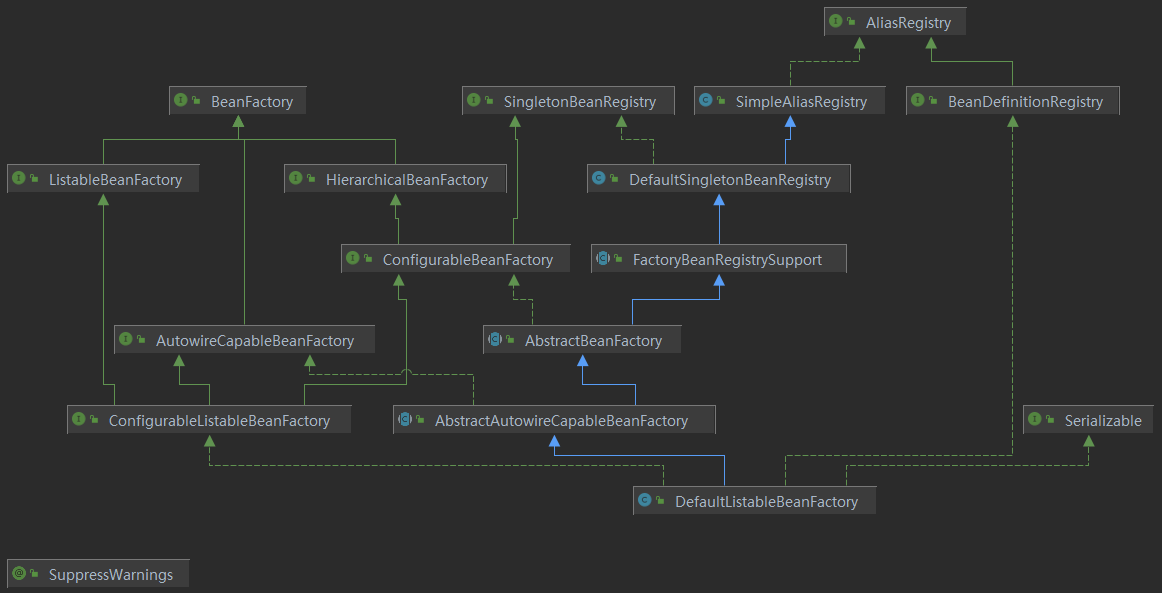 AliasRegistry
BeanFactory
SingletonBeanRegistry
SimpleAliasRegistry
BeanDefinitionRegistry
ListableBeanFactory
HierarchicalBeanFactory
DefaultSingletonBeanRegistry
ConfigurableBeanFactory
FactoryBeanRegistrySupport
AutowireCapableBeanFactory
AbstractBeanFactory
ConfigurableListableBeanFactory
AbstractAutowireCapableBeanFactory
Serializable
DefaultListableBeanFactory
SuppressWarnings